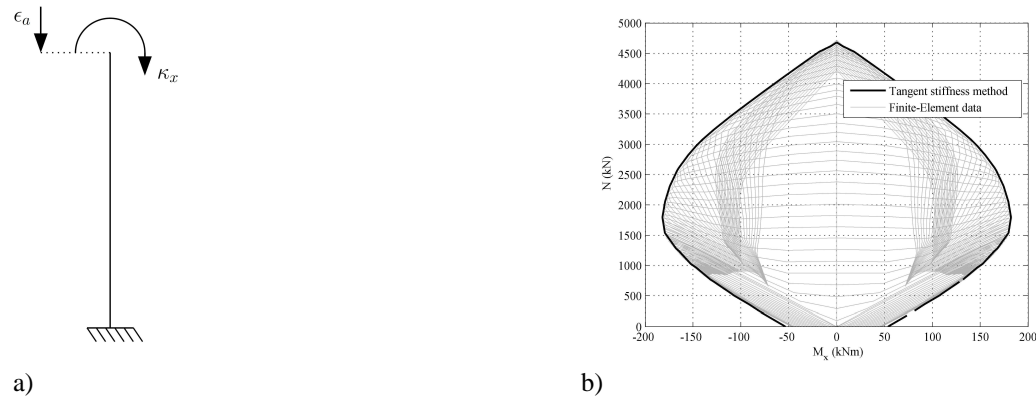 ϵa
κx
5000
4500
4000
3500
3000
2500
2000
1500
1000
500
0
N (kN)
Tangent stiffness method
Finite-Element data
-200 -150 -100 -50 0 50 100 150 200
Mx (kNm)
a)
b)